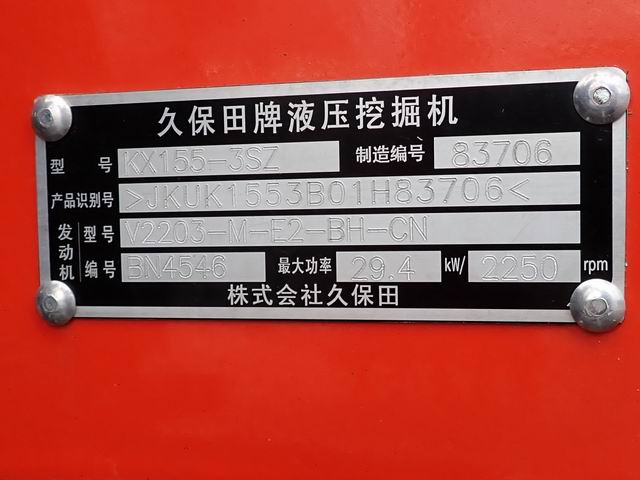 久保田牌液压挖掘机
型 号 KX155-3SZ 制造编号 83706
产品识别号 >JKUK1553B01H83706<
发动机 型号 V2203-M-E2-BH-CN
编号 BN4546 最大功率 29.4 kW/ 2250 rpm
株式会社久保田